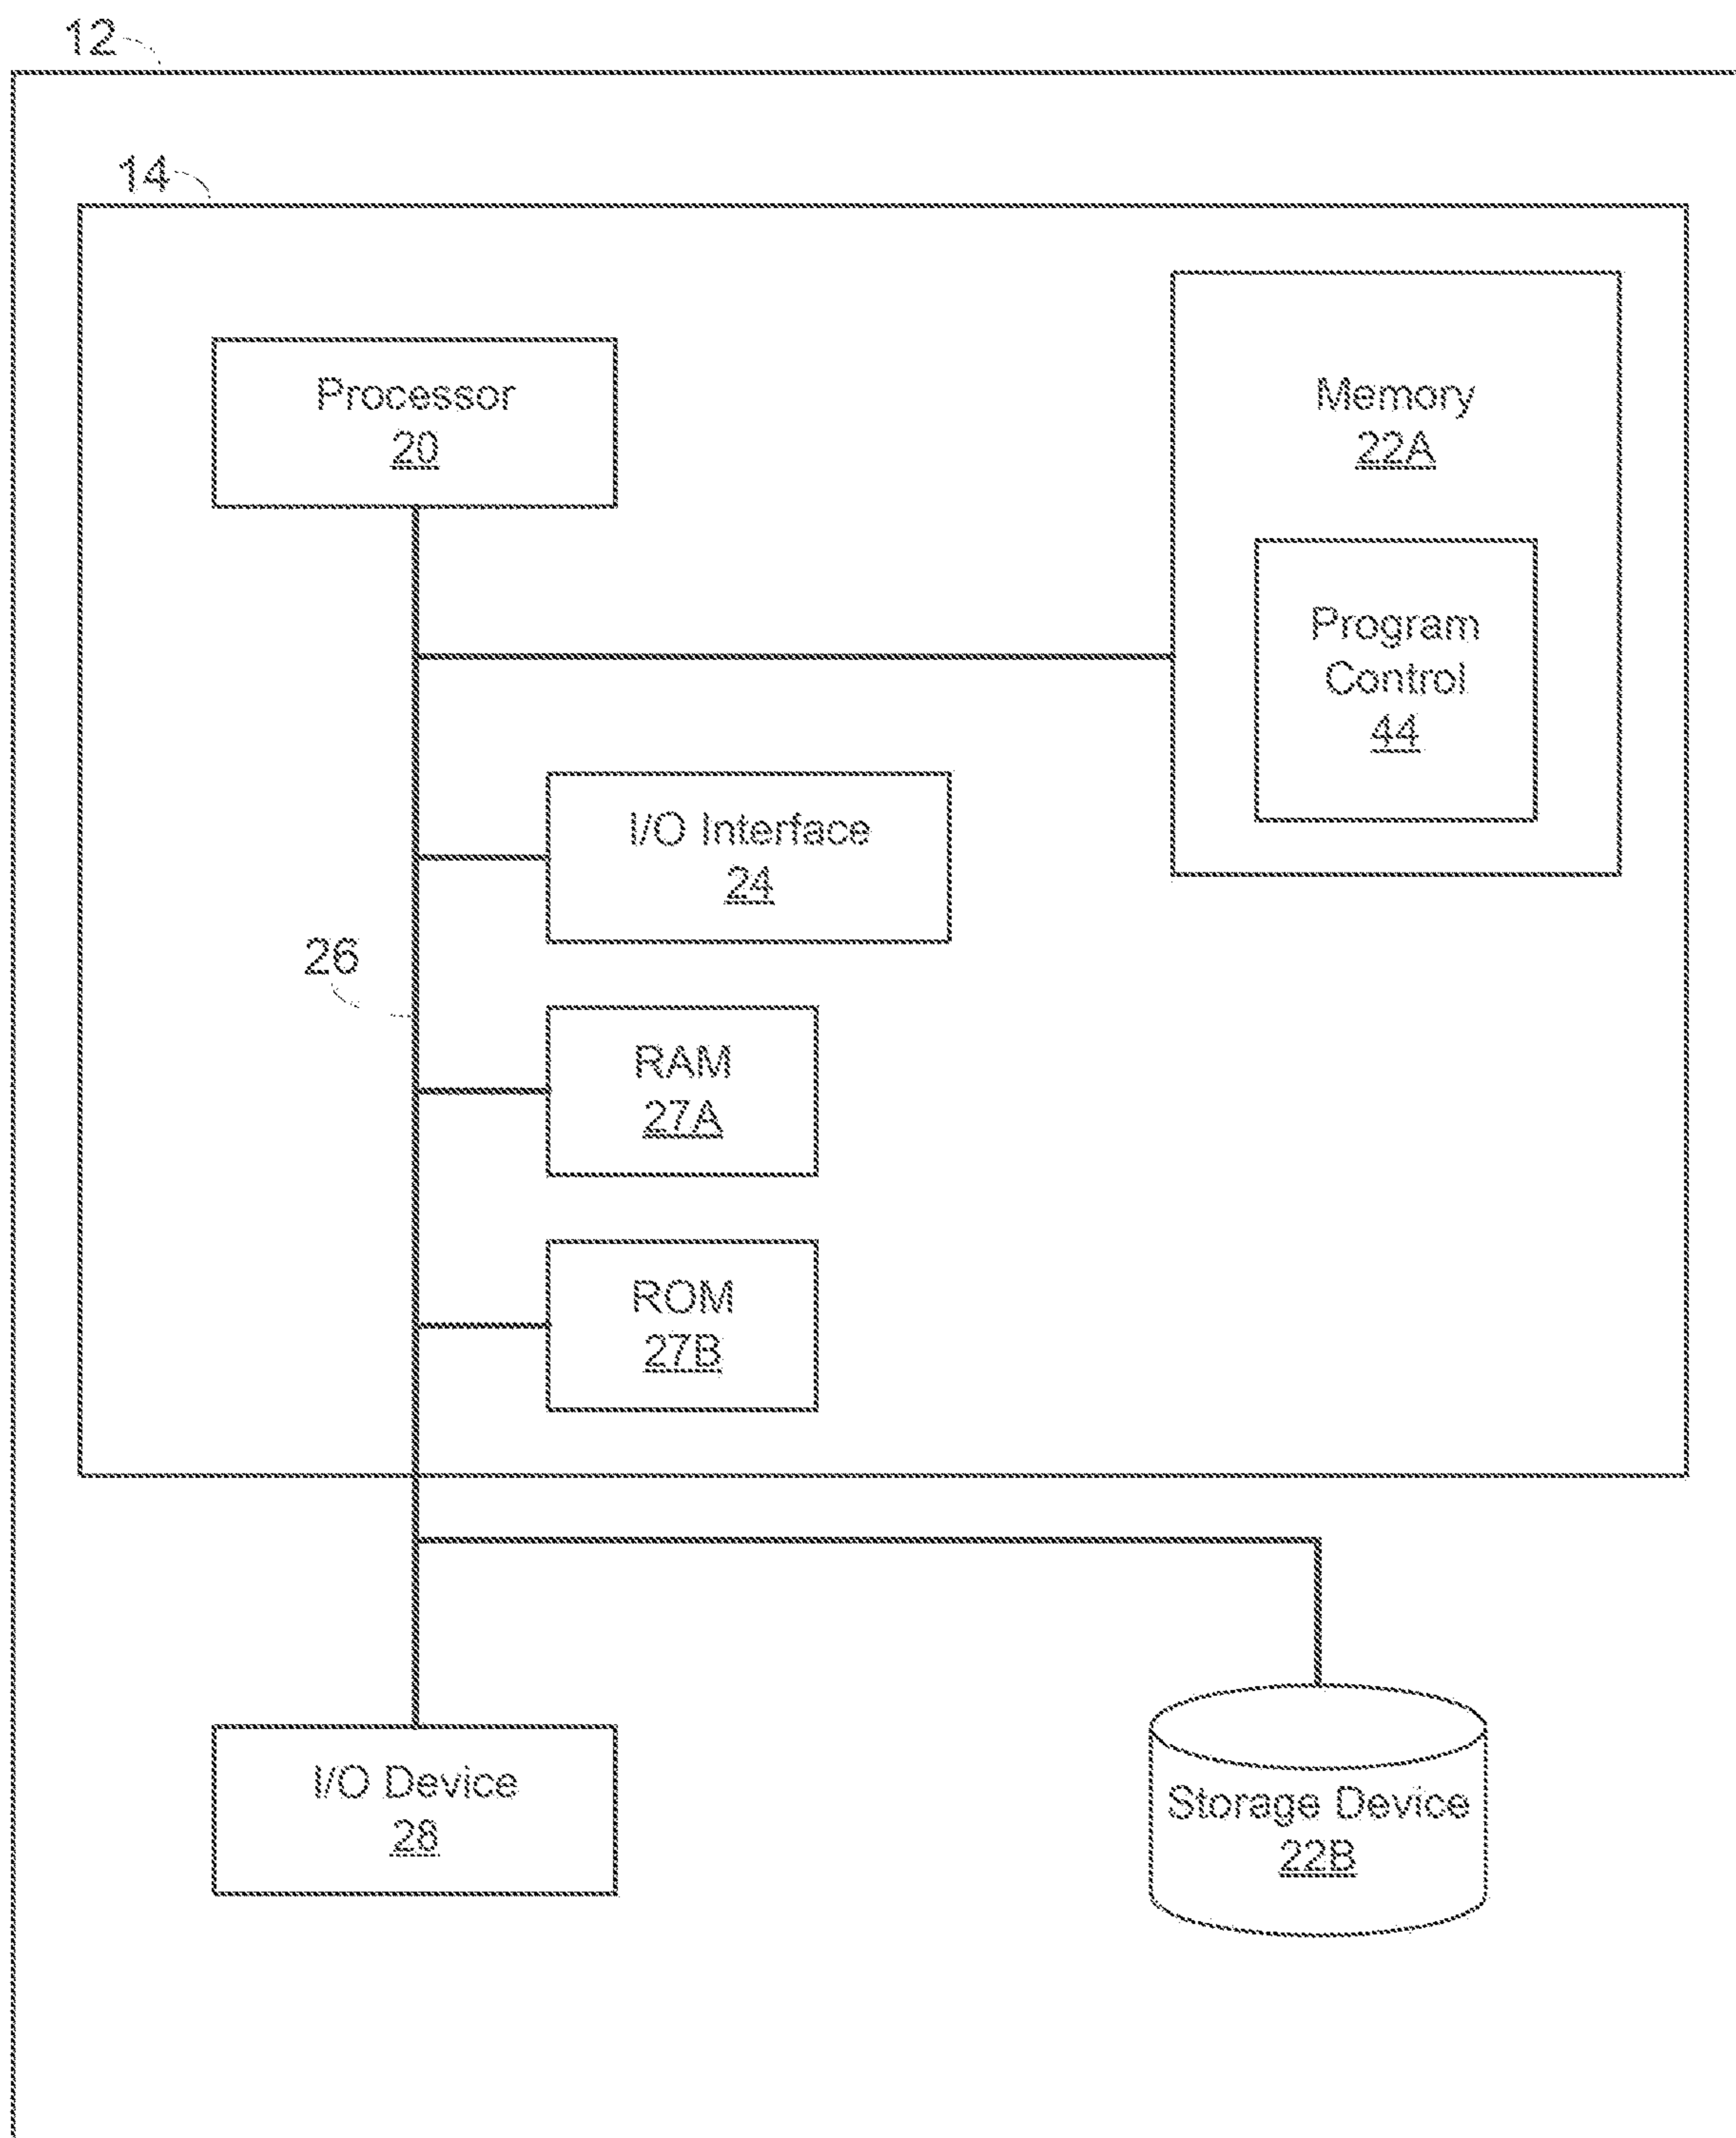 12
14
Processor
20
Memory
22A
Program
Control
44
I/O Interface
24
26
RAM
27A
ROM
27B
I/O Device
28
Storage Device
22B